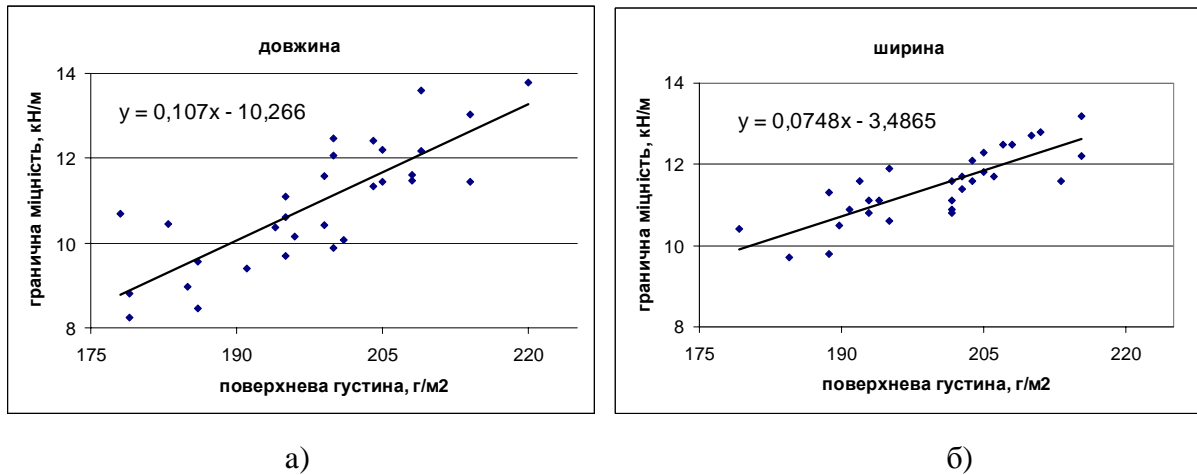 довжина
гранична міцність, кН/м
14
12
10
8
y = 0,107x - 10,266
175
190
205
220
поверхнева густина, г/м2
а)
ширина
гранична міцність, кН/м
14
12
10
8
y = 0,0748x - 3,4865
175
190
205
220
поверхнева густина, г/м2
б)